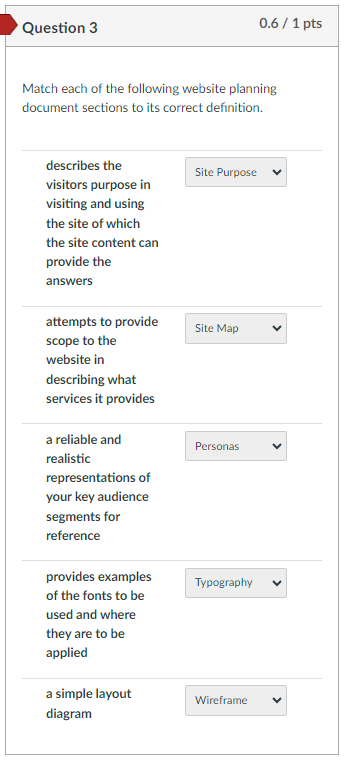 Question 3
0.6 / 1 pts
Match each of the following website planning
document sections to its correct definition.
describes the
visitors purpose in
visiting and using
the site of which
the site content can
provide the
answers
Site Purpose
attempts to provide
scope to the
website in
describing what
services it provides
Site Map
a reliable and
realistic
representations of
your key audience
segments for
reference
Personas
provides examples
of the fonts to be
used and where
they are to be
applied
Typography
a simple layout
diagram
Wireframe